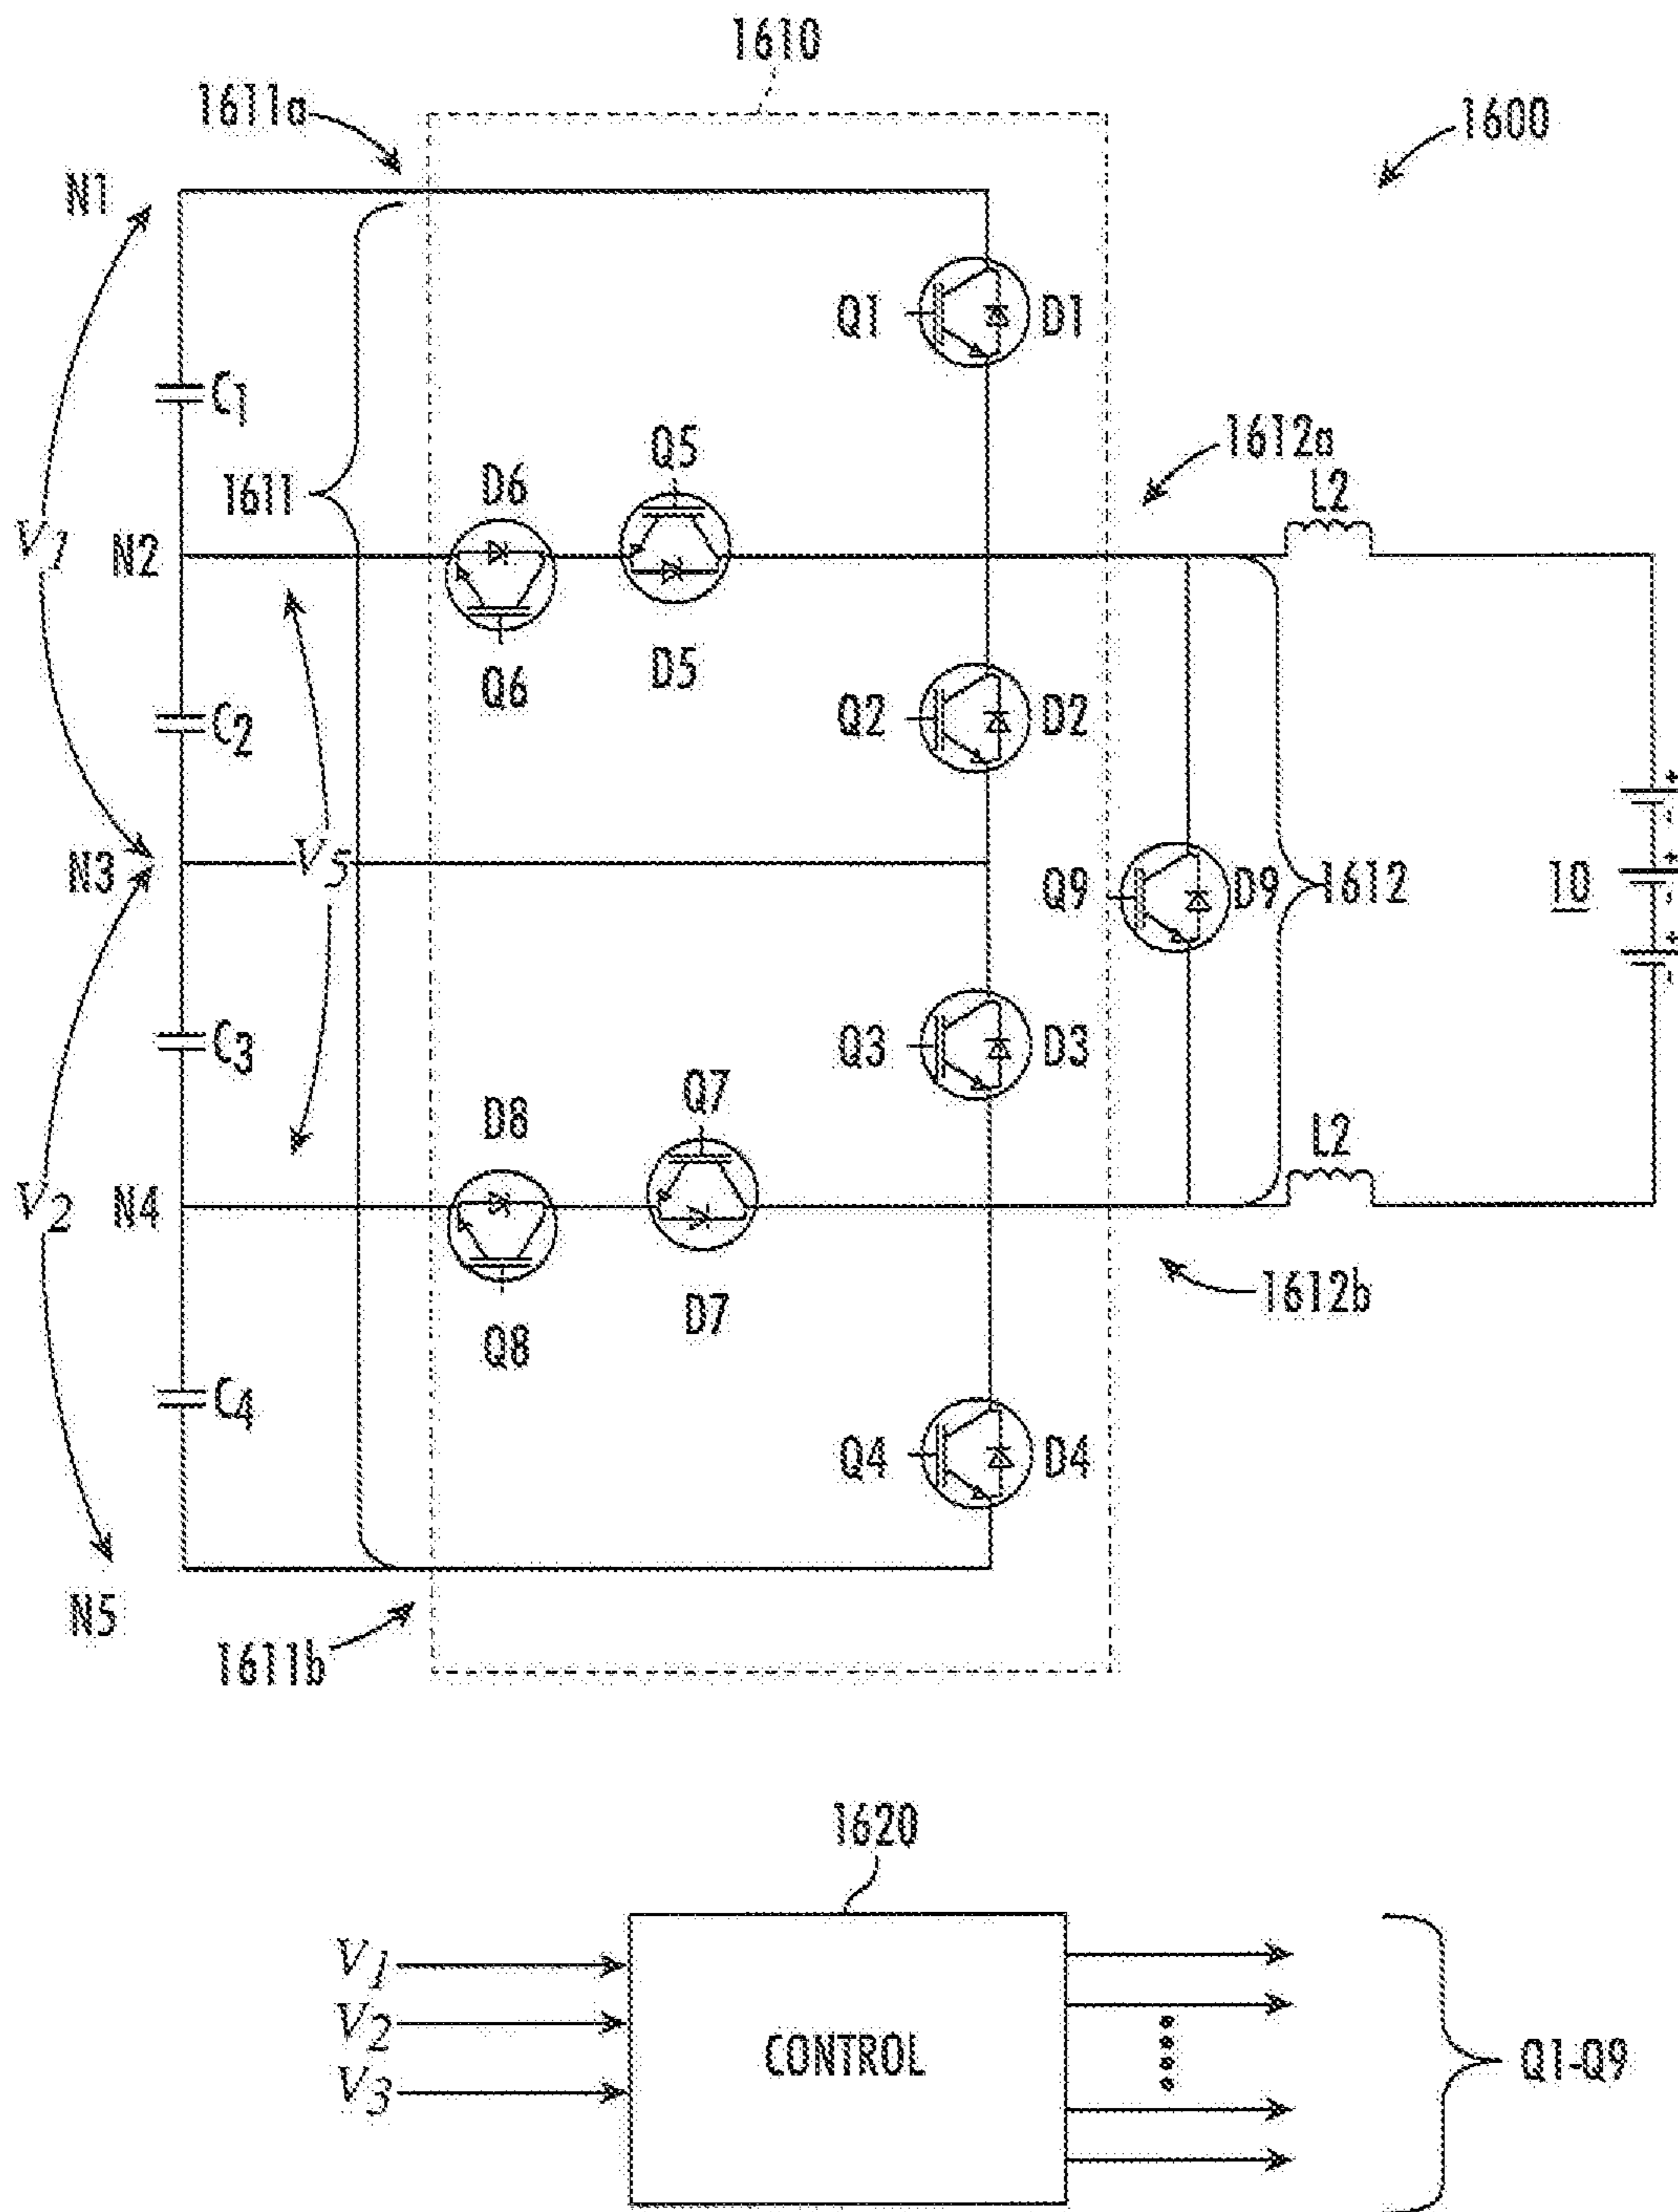 1610
1611a
1600
N1
Q1
D1
C1
1612a
Q5
L2
D6
1611
V1
N2
Q6
D5
C2
Q2
D2
V5
N3
Q9
D9
1612
10
C3
Q3
D3
Q7
D8
L2
V2
N4
1612b
D7
Q8
C4
Q4
D4
N5
1611b
1620
V1
V2
V3
CONTROL
Q1-Q9